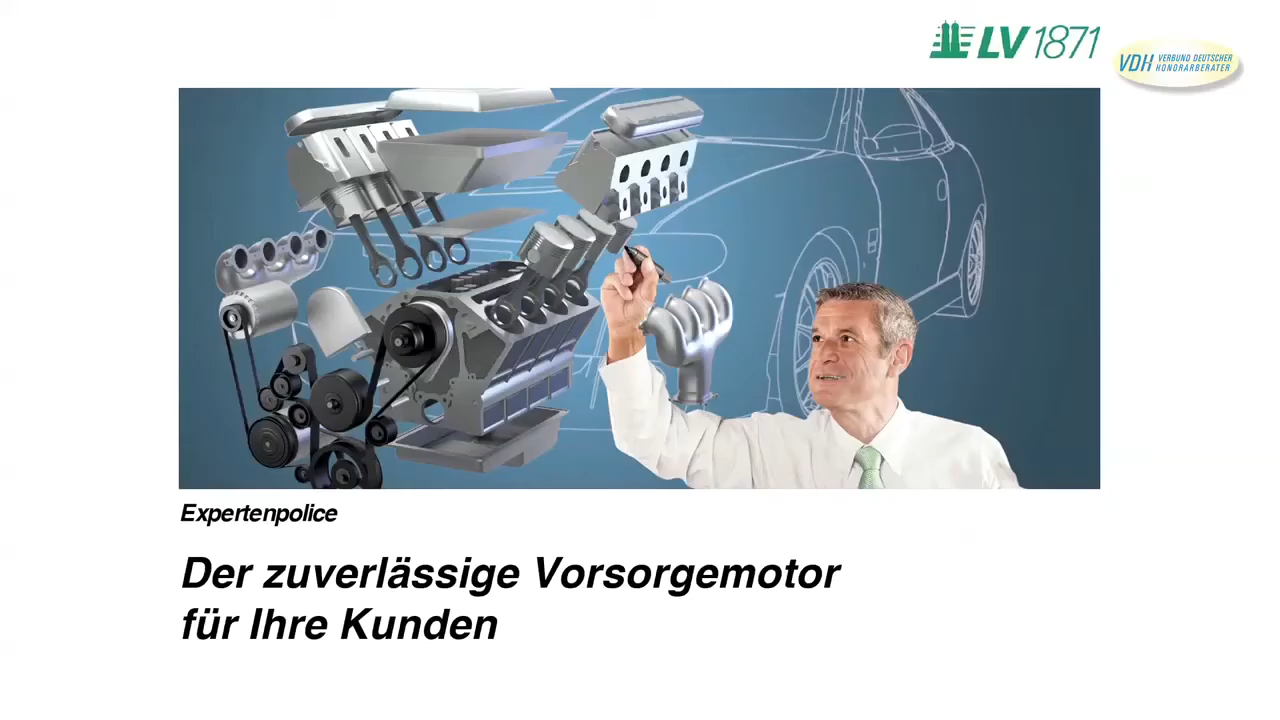 LV 1871
VDH VERBUND DEUTSCHER
HONORARBERATER
Expertenpolice
Der zuverlässige Vorsorgemotor
für Ihre Kunden